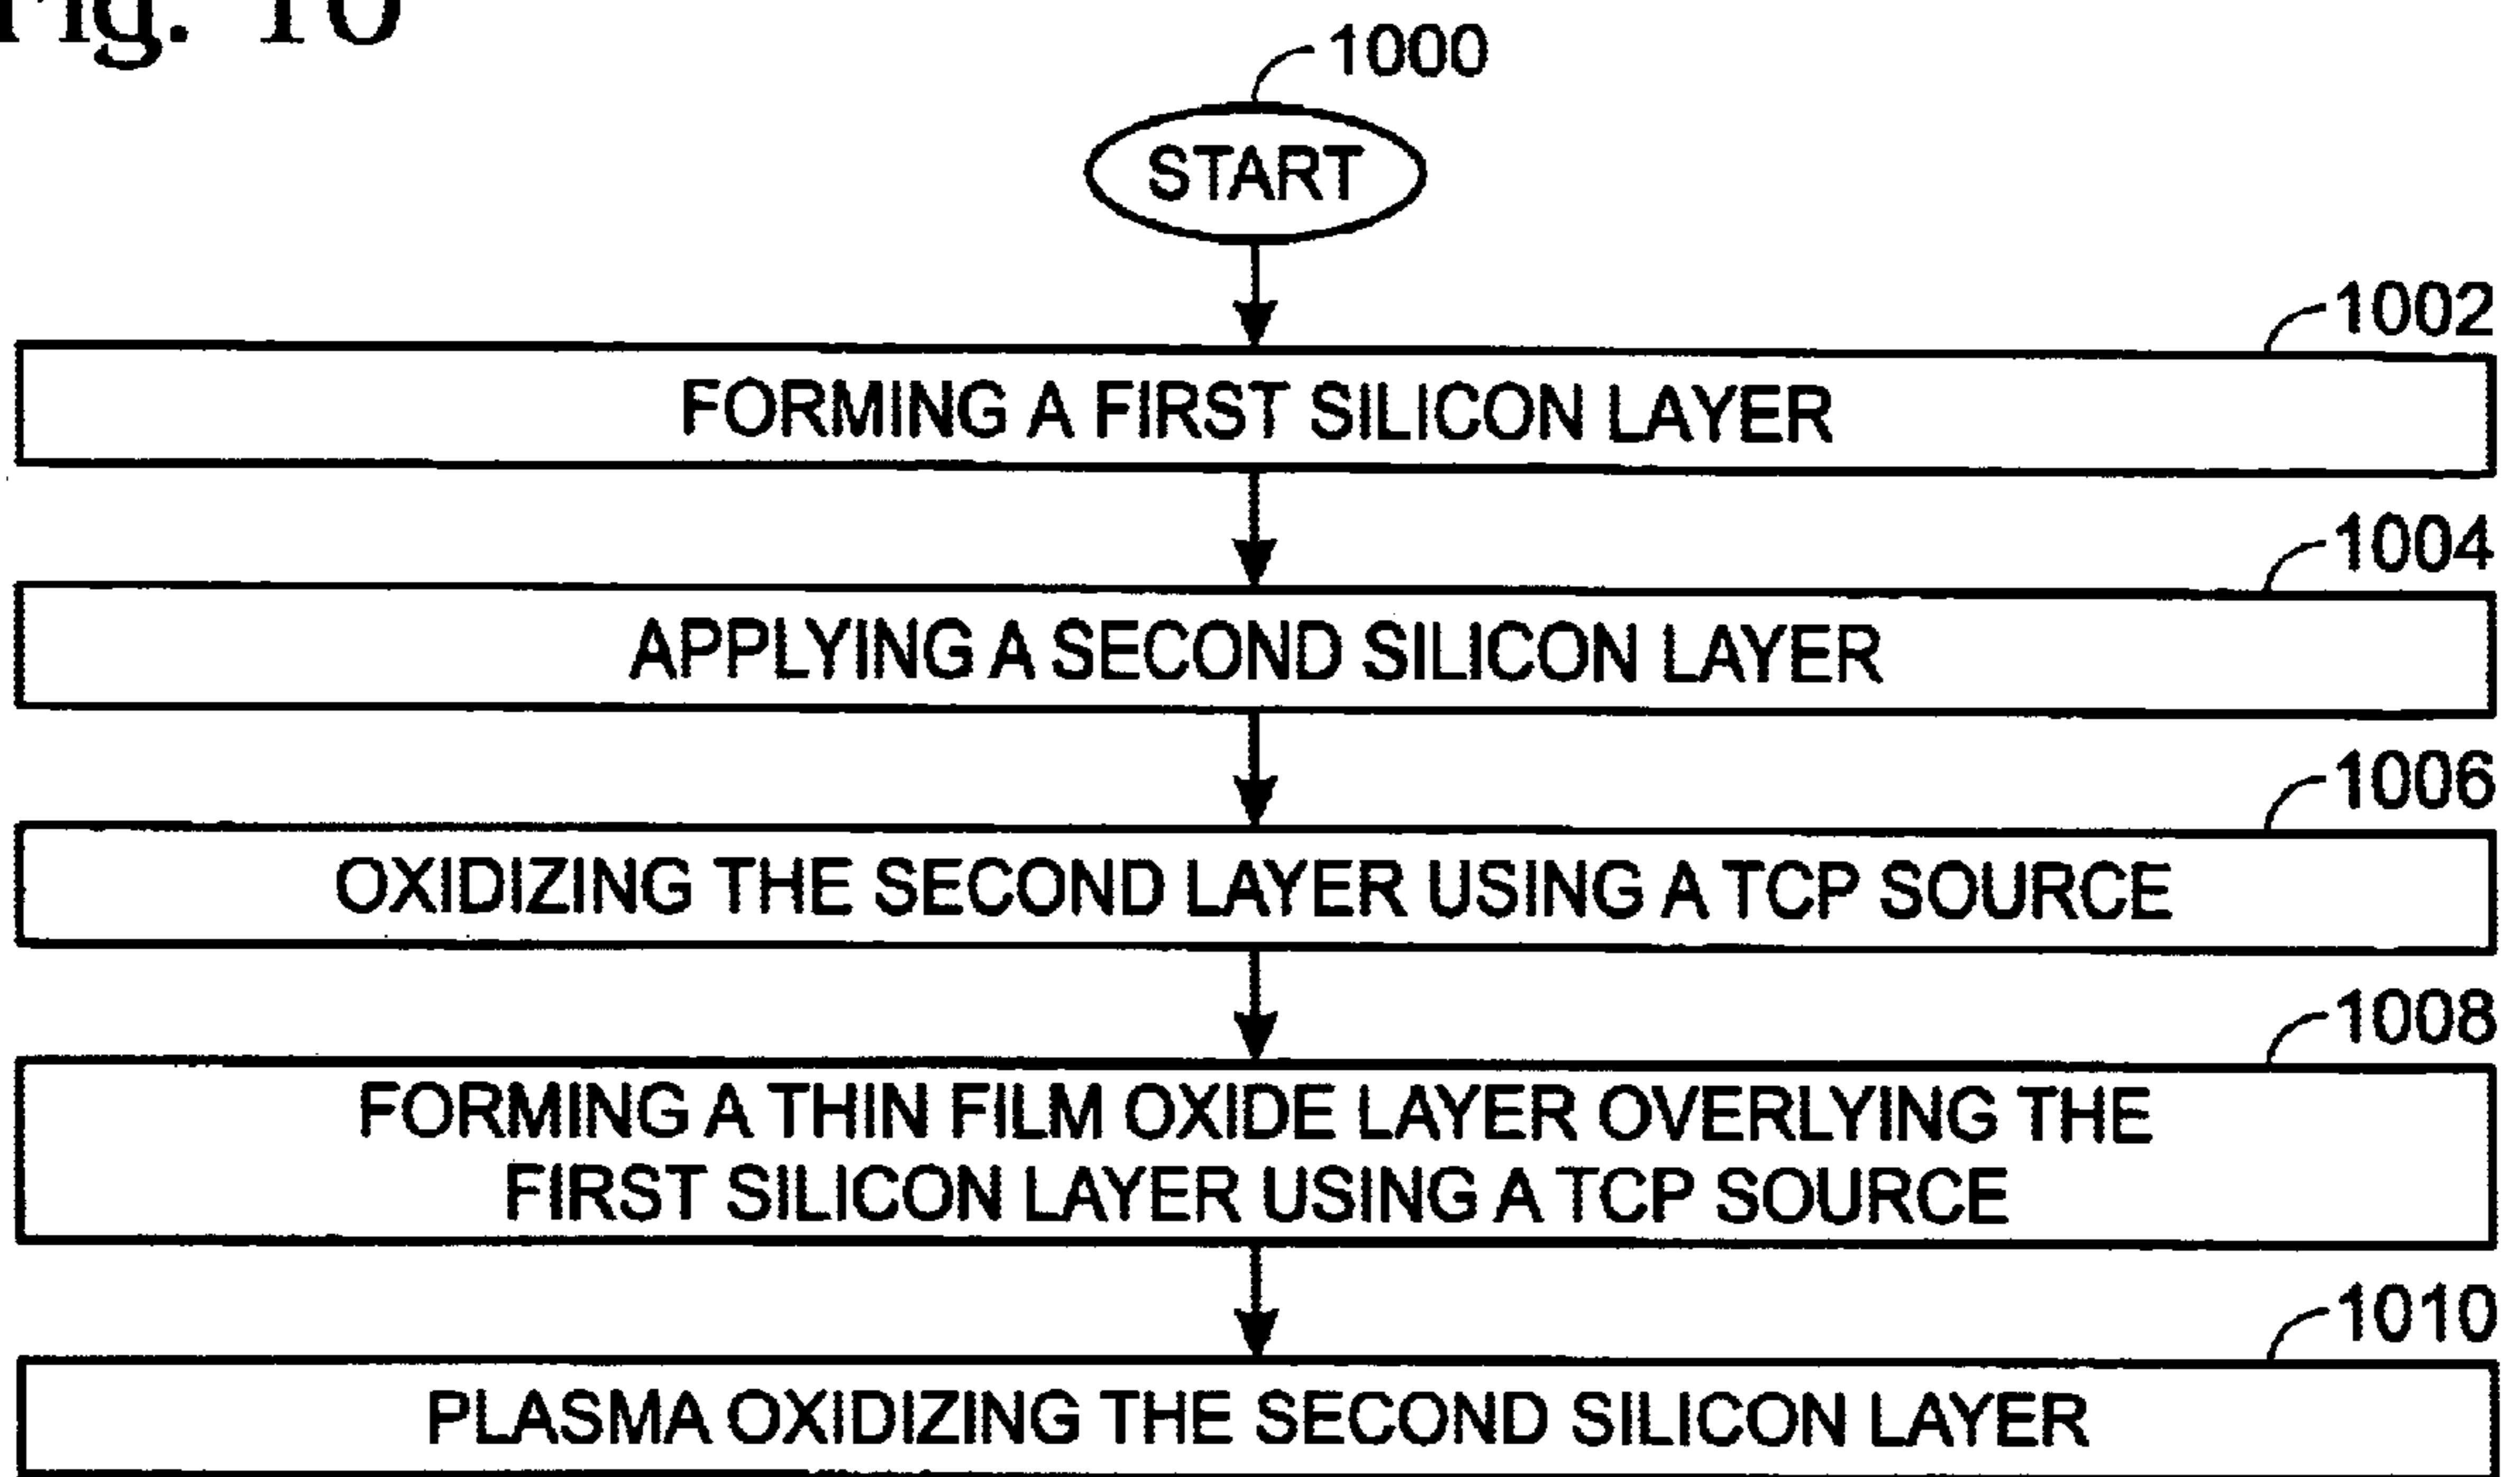 Fig. 10
1000
START
1002
FORMING A FIRST SILICON LAYER
1004
APPLYING A SECOND SILICON LAYER
1006
OXIDIZING THE SECOND LAYER USING A TCP SOURCE
1008
FORMING A THIN FILM OXIDE LAYER OVERLYING THE
FIRST SILICON LAYER USING A TCP SOURCE
1010
PLASMA OXIDIZING THE SECOND SILICON LAYER